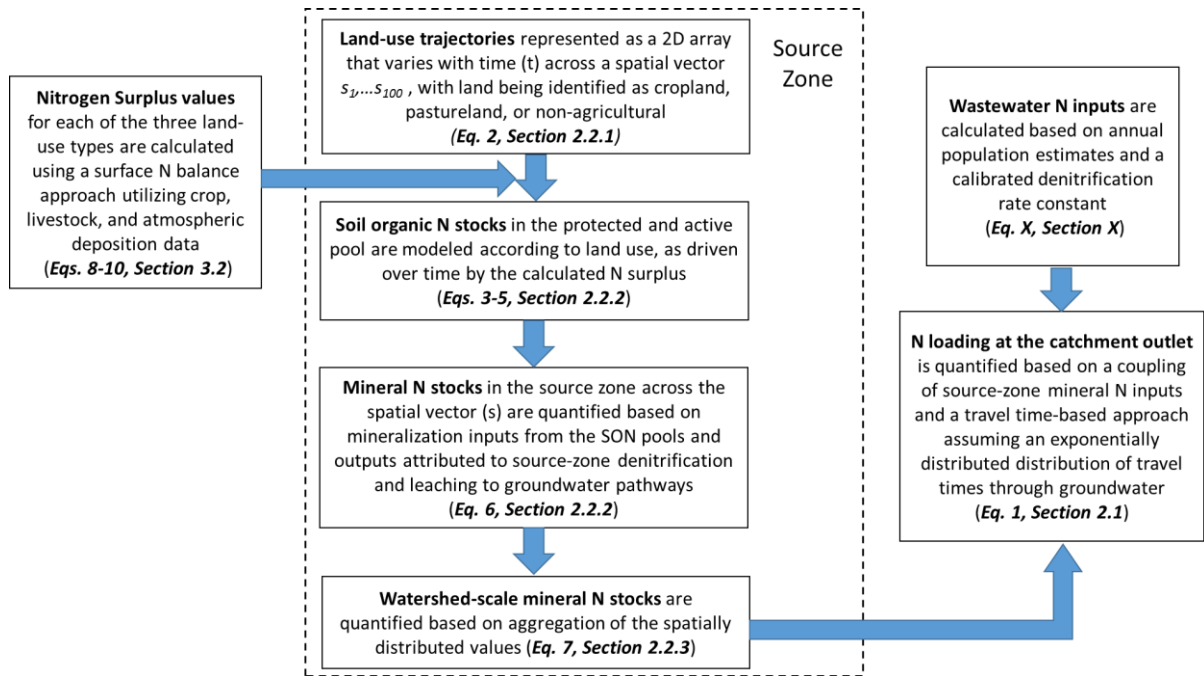 Nitrogen Surplus values
for each of the three land-
use types are calculated
using a surface N balance
approach utilizing crop,
livestock, and atmospheric
deposition data
(Eqs. 8-10, Section 3.2)
Source
Zone
Land-use trajectories represented as a 2D array
that varies with time (t) across a spatial vector
s1,...s100 , with land being identified as cropland,
pastureland, or non-agricultural
(Eq. 2, Section 2.2.1)
Soil organic N stocks in the protected and active
pool are modeled according to land use, as driven
over time by the calculated N surplus
(Eqs. 3-5, Section 2.2.2)
Mineral N stocks in the source zone across the
spatial vector (s) are quantified based on
mineralization inputs from the SON pools and
outputs attributed to source-zone denitrification
and leaching to groundwater pathways
(Eq. 6, Section 2.2.2)
Watershed-scale mineral N stocks are
quantified based on aggregation of the spatially
distributed values (Eq. 7, Section 2.2.3)
Wastewater N inputs are
calculated based on annual
population estimates and a
calibrated denitrification
rate constant
(Eq. X, Section X)
N loading at the catchment outlet
is quantified based on a coupling
of source-zone mineral N inputs
and a travel time-based approach
assuming an exponentially
distributed distribution of travel
times through groundwater
(Eq. 1, Section 2.1)